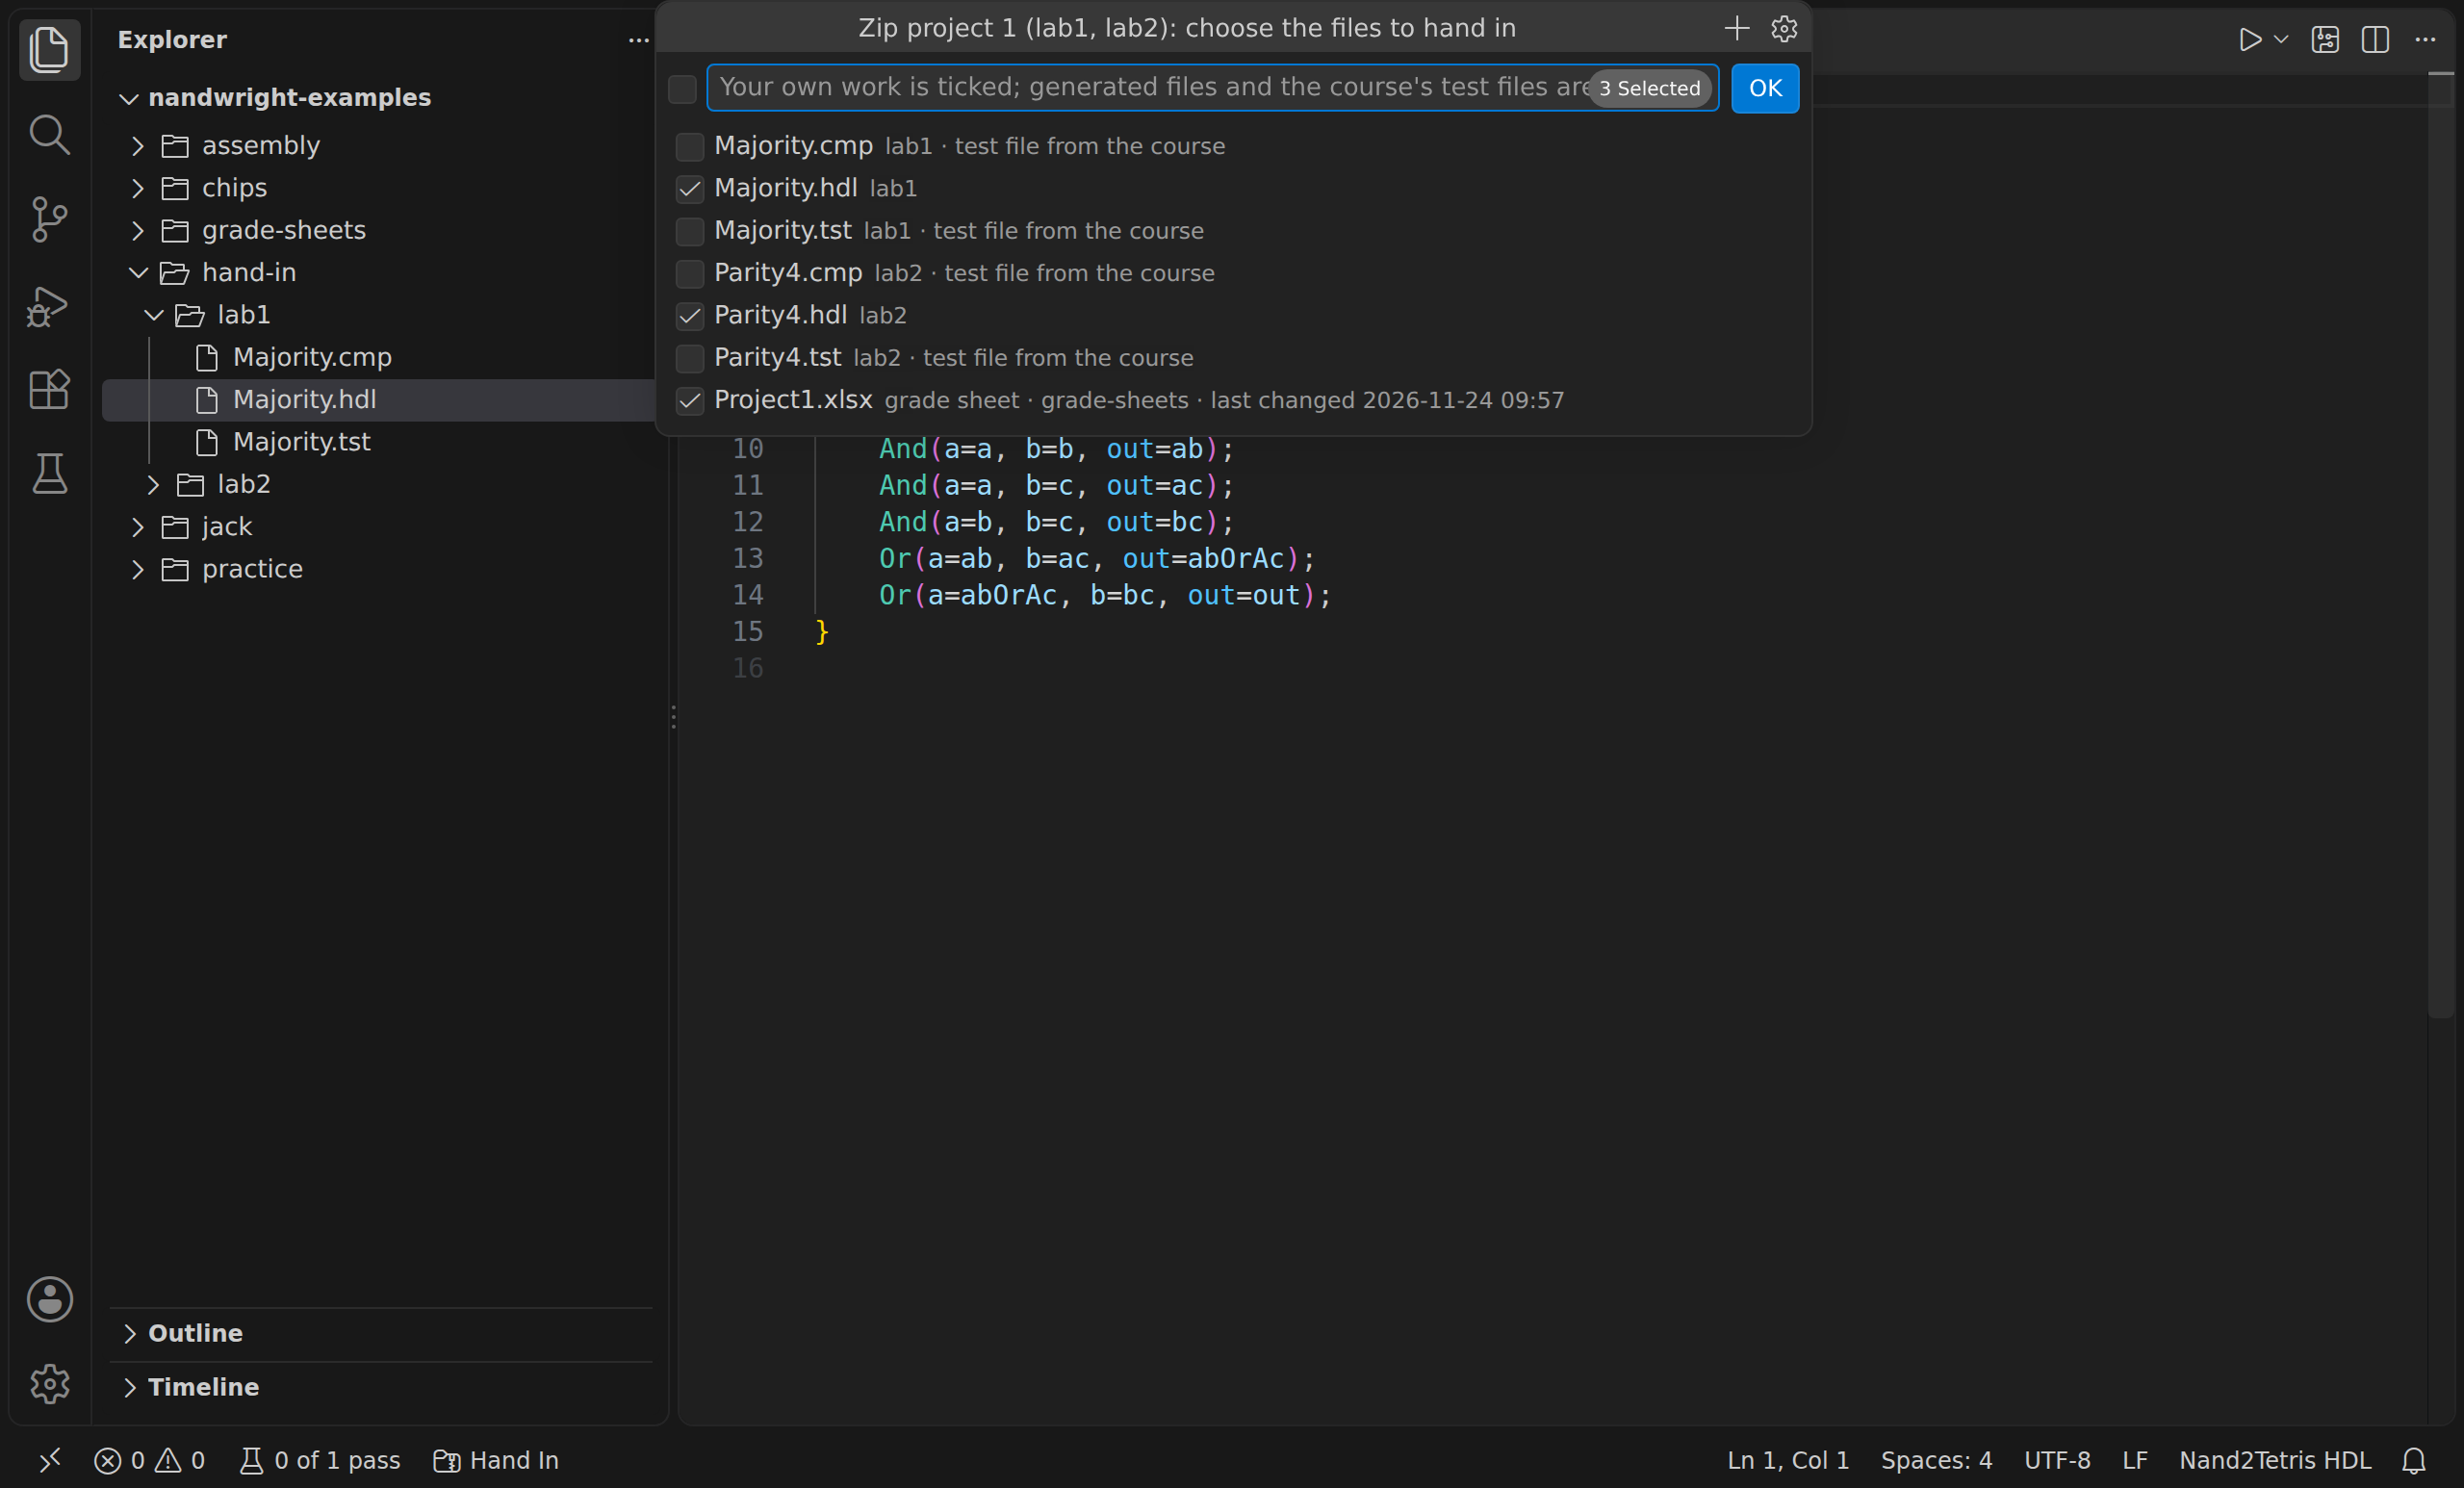 Explorer
nandwright-examples
assembly
chips
grade-sheets
hand-in
lab1
Majority.cmp
Majority.hdl
Majority.tst
lab2
jack
practice
Outline
Timeline
Zip project 1 (lab1, lab2): choose the files to hand in
Your own work is ticked; generated files and the course's test files are
3 Selected
OK
Majority.cmp lab1 · test file from the course
Majority.hdl lab1
Majority.tst lab1 · test file from the course
Parity4.cmp lab2 · test file from the course
Parity4.hdl lab2
Parity4.tst lab2 · test file from the course
Project1.xlsx grade sheet · grade-sheets · last changed 2026-11-24 09:57
10 And(a=a, b=b, out=ab);
11 And(a=a, b=c, out=ac);
12 And(a=b, b=c, out=bc);
13 Or(a=ab, b=ac, out=abOrAc);
14 Or(a=abOrAc, b=bc, out=out);
15 }
16
0 0 0 of 1 pass Hand In Ln 1, Col 1 Spaces: 4 UTF-8 LF Nand2Tetris HDL